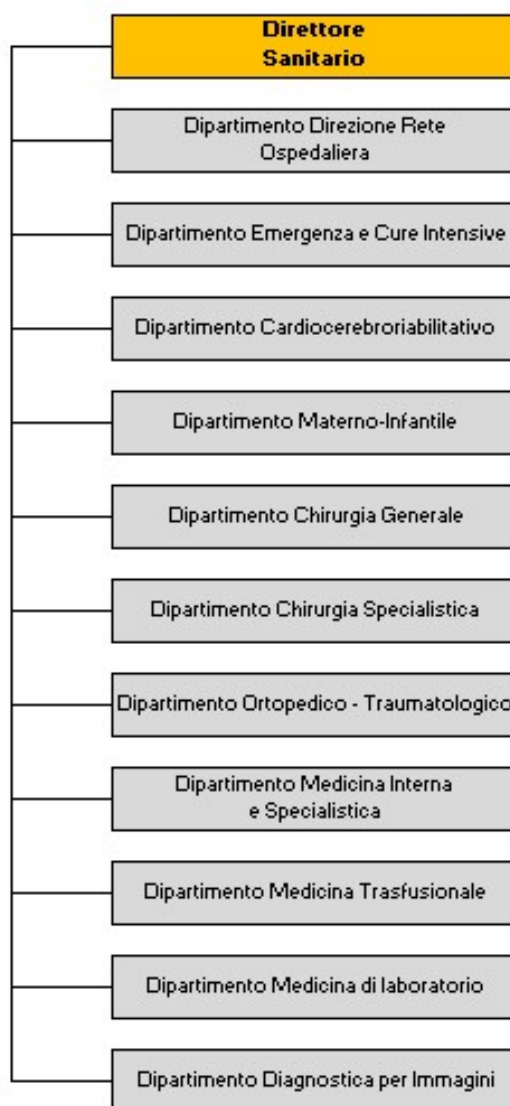 Direttore
Sanitario
Dipartimento Direzione Rete
Ospedaliera
Dipartimento Emergenza e Cure Intensive
Dipartimento Cardiocerebroriabilitativo
Dipartimento Materno-Infantile
Dipartimento Chirurgia Generale
Dipartimento Chirurgia Specialistica
Dipartimento Ortopedico - Traumatologico
Dipartimento Medicina Interna
e Specialistica
Dipartimento Medicina Trasfusionale
Dipartimento Medicina di laboratorio
Dipartimento Diagnostica per Immagini